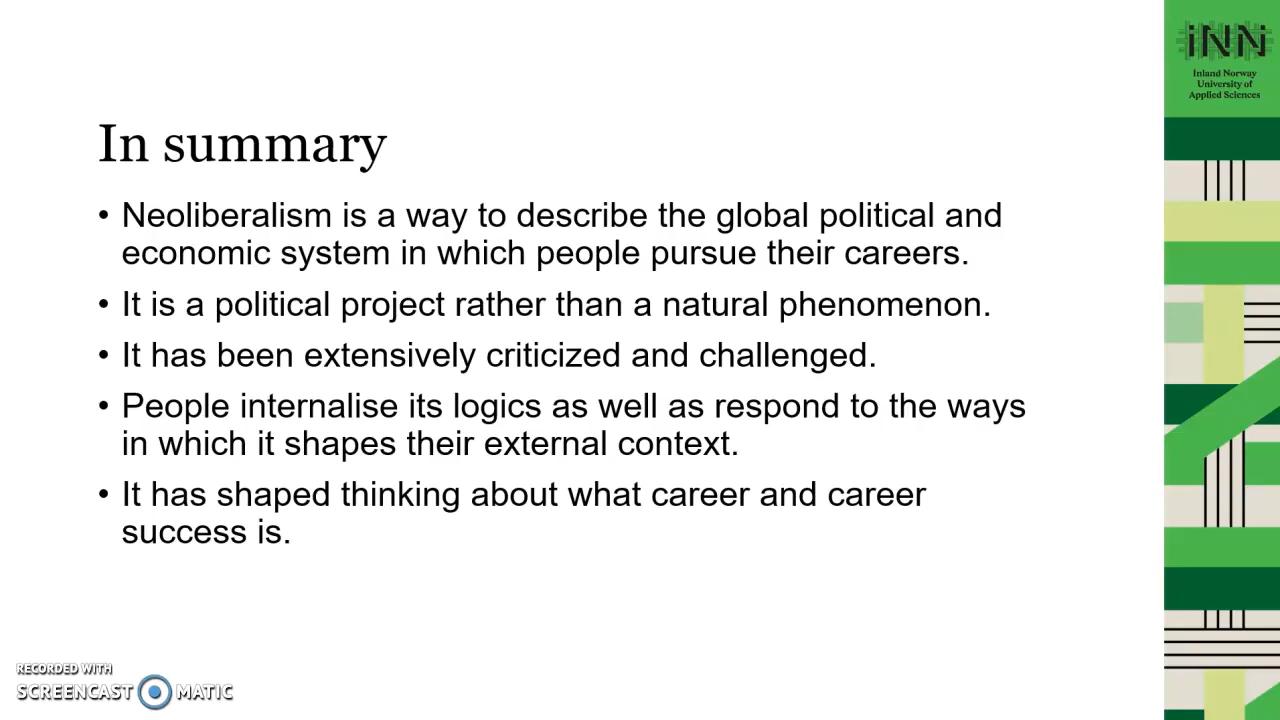 iNN
Inland Norway
University of
Applied Sciences
In summary
• Neoliberalism is a way to describe the global political and
economic system in which people pursue their careers.
• It is a political project rather than a natural phenomenon.
• It has been extensively criticized and challenged.
• People internalise its logics as well as respond to the ways
in which it shapes their external context.
• It has shaped thinking about what career and career
success is.
RECORDED WITH
SCREENCAST MATIC